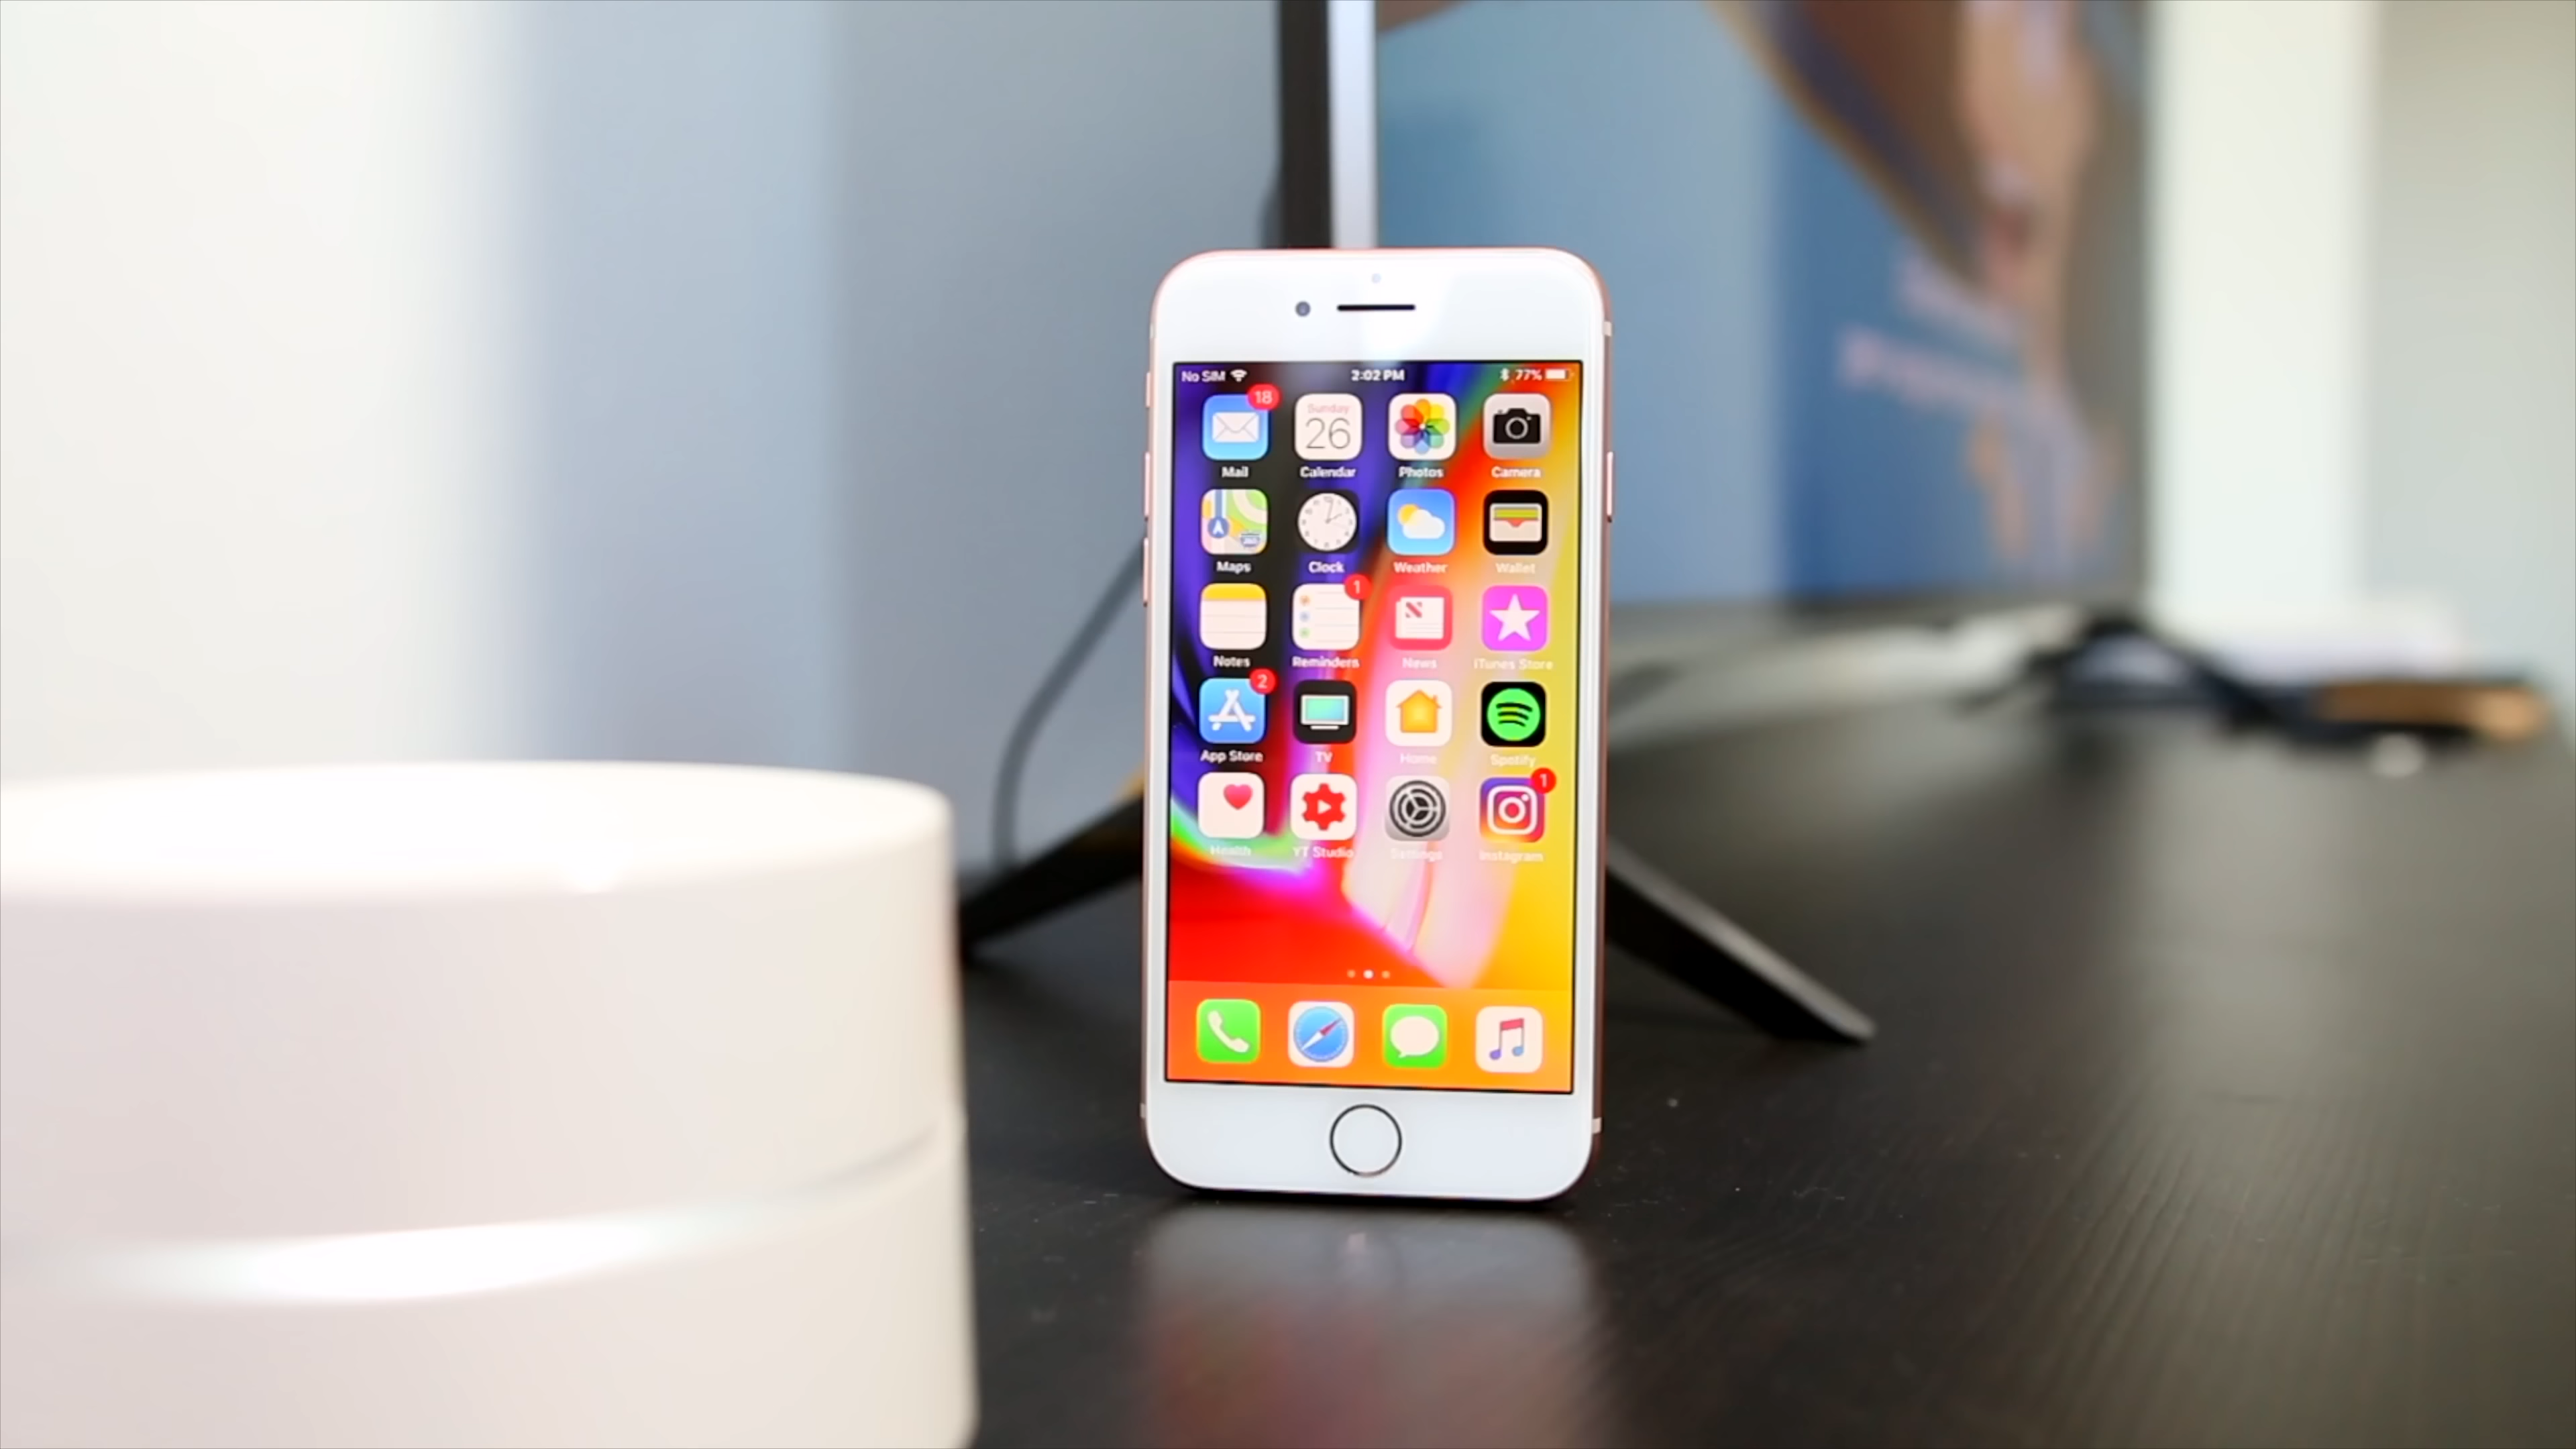 No SIM 2:02 PM 77%
18
Sunday
26
Mail Calendar Photos Camera
Maps Clock Weather Wallet
1
Notes Reminders News iTunes Store
2
App Store TV Home Spotify
1
Health YT Studio Settings Instagram